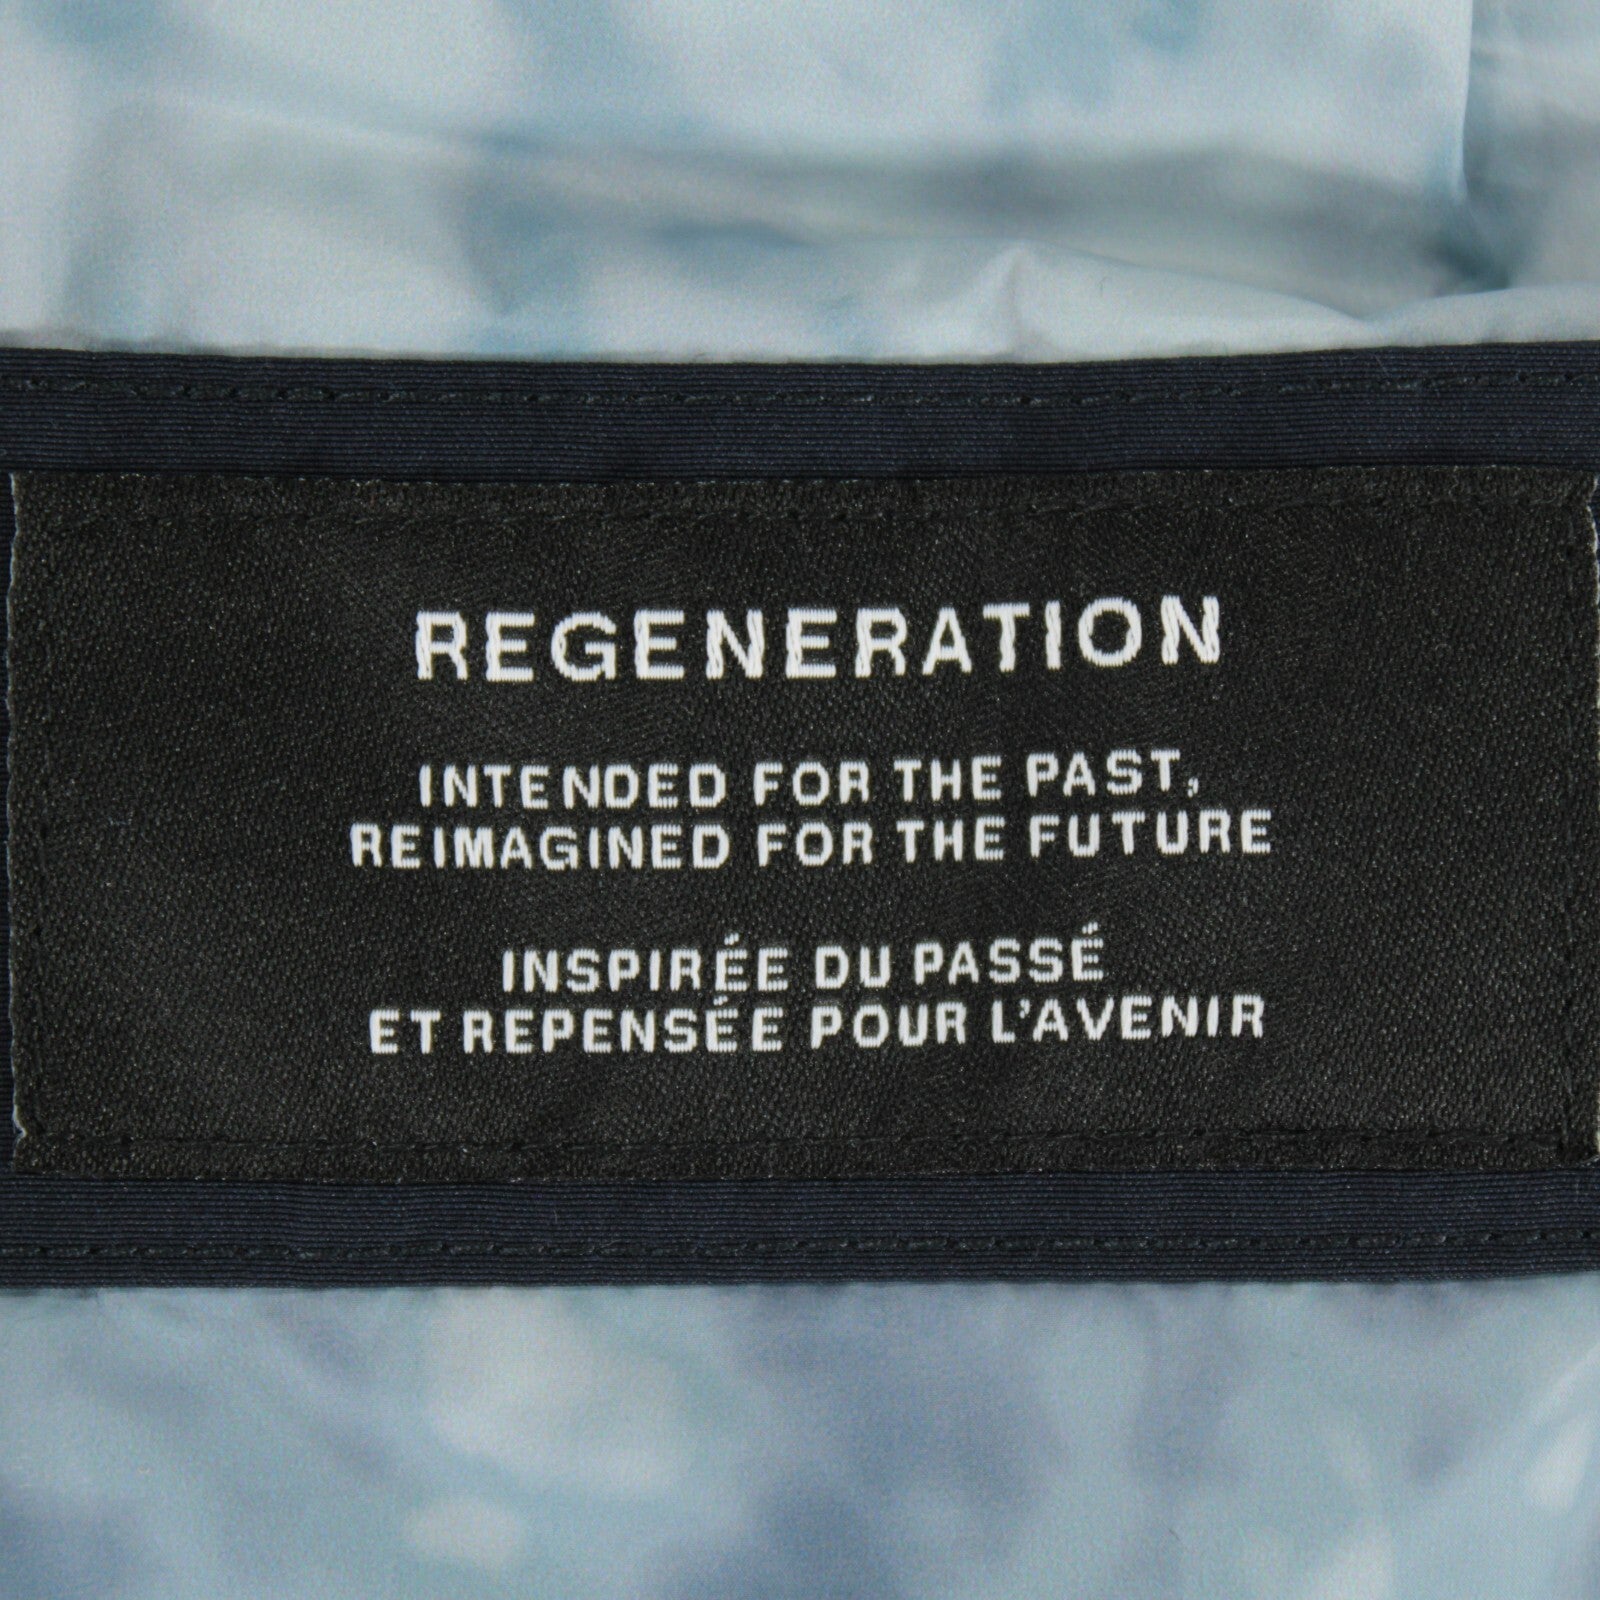 REGENERATION
INTENDED FOR THE PAST,
REIMAGINED FOR THE FUTURE
INSPIRÉE DU PASSÉ
ET REPENSÉE POUR L'AVENIR